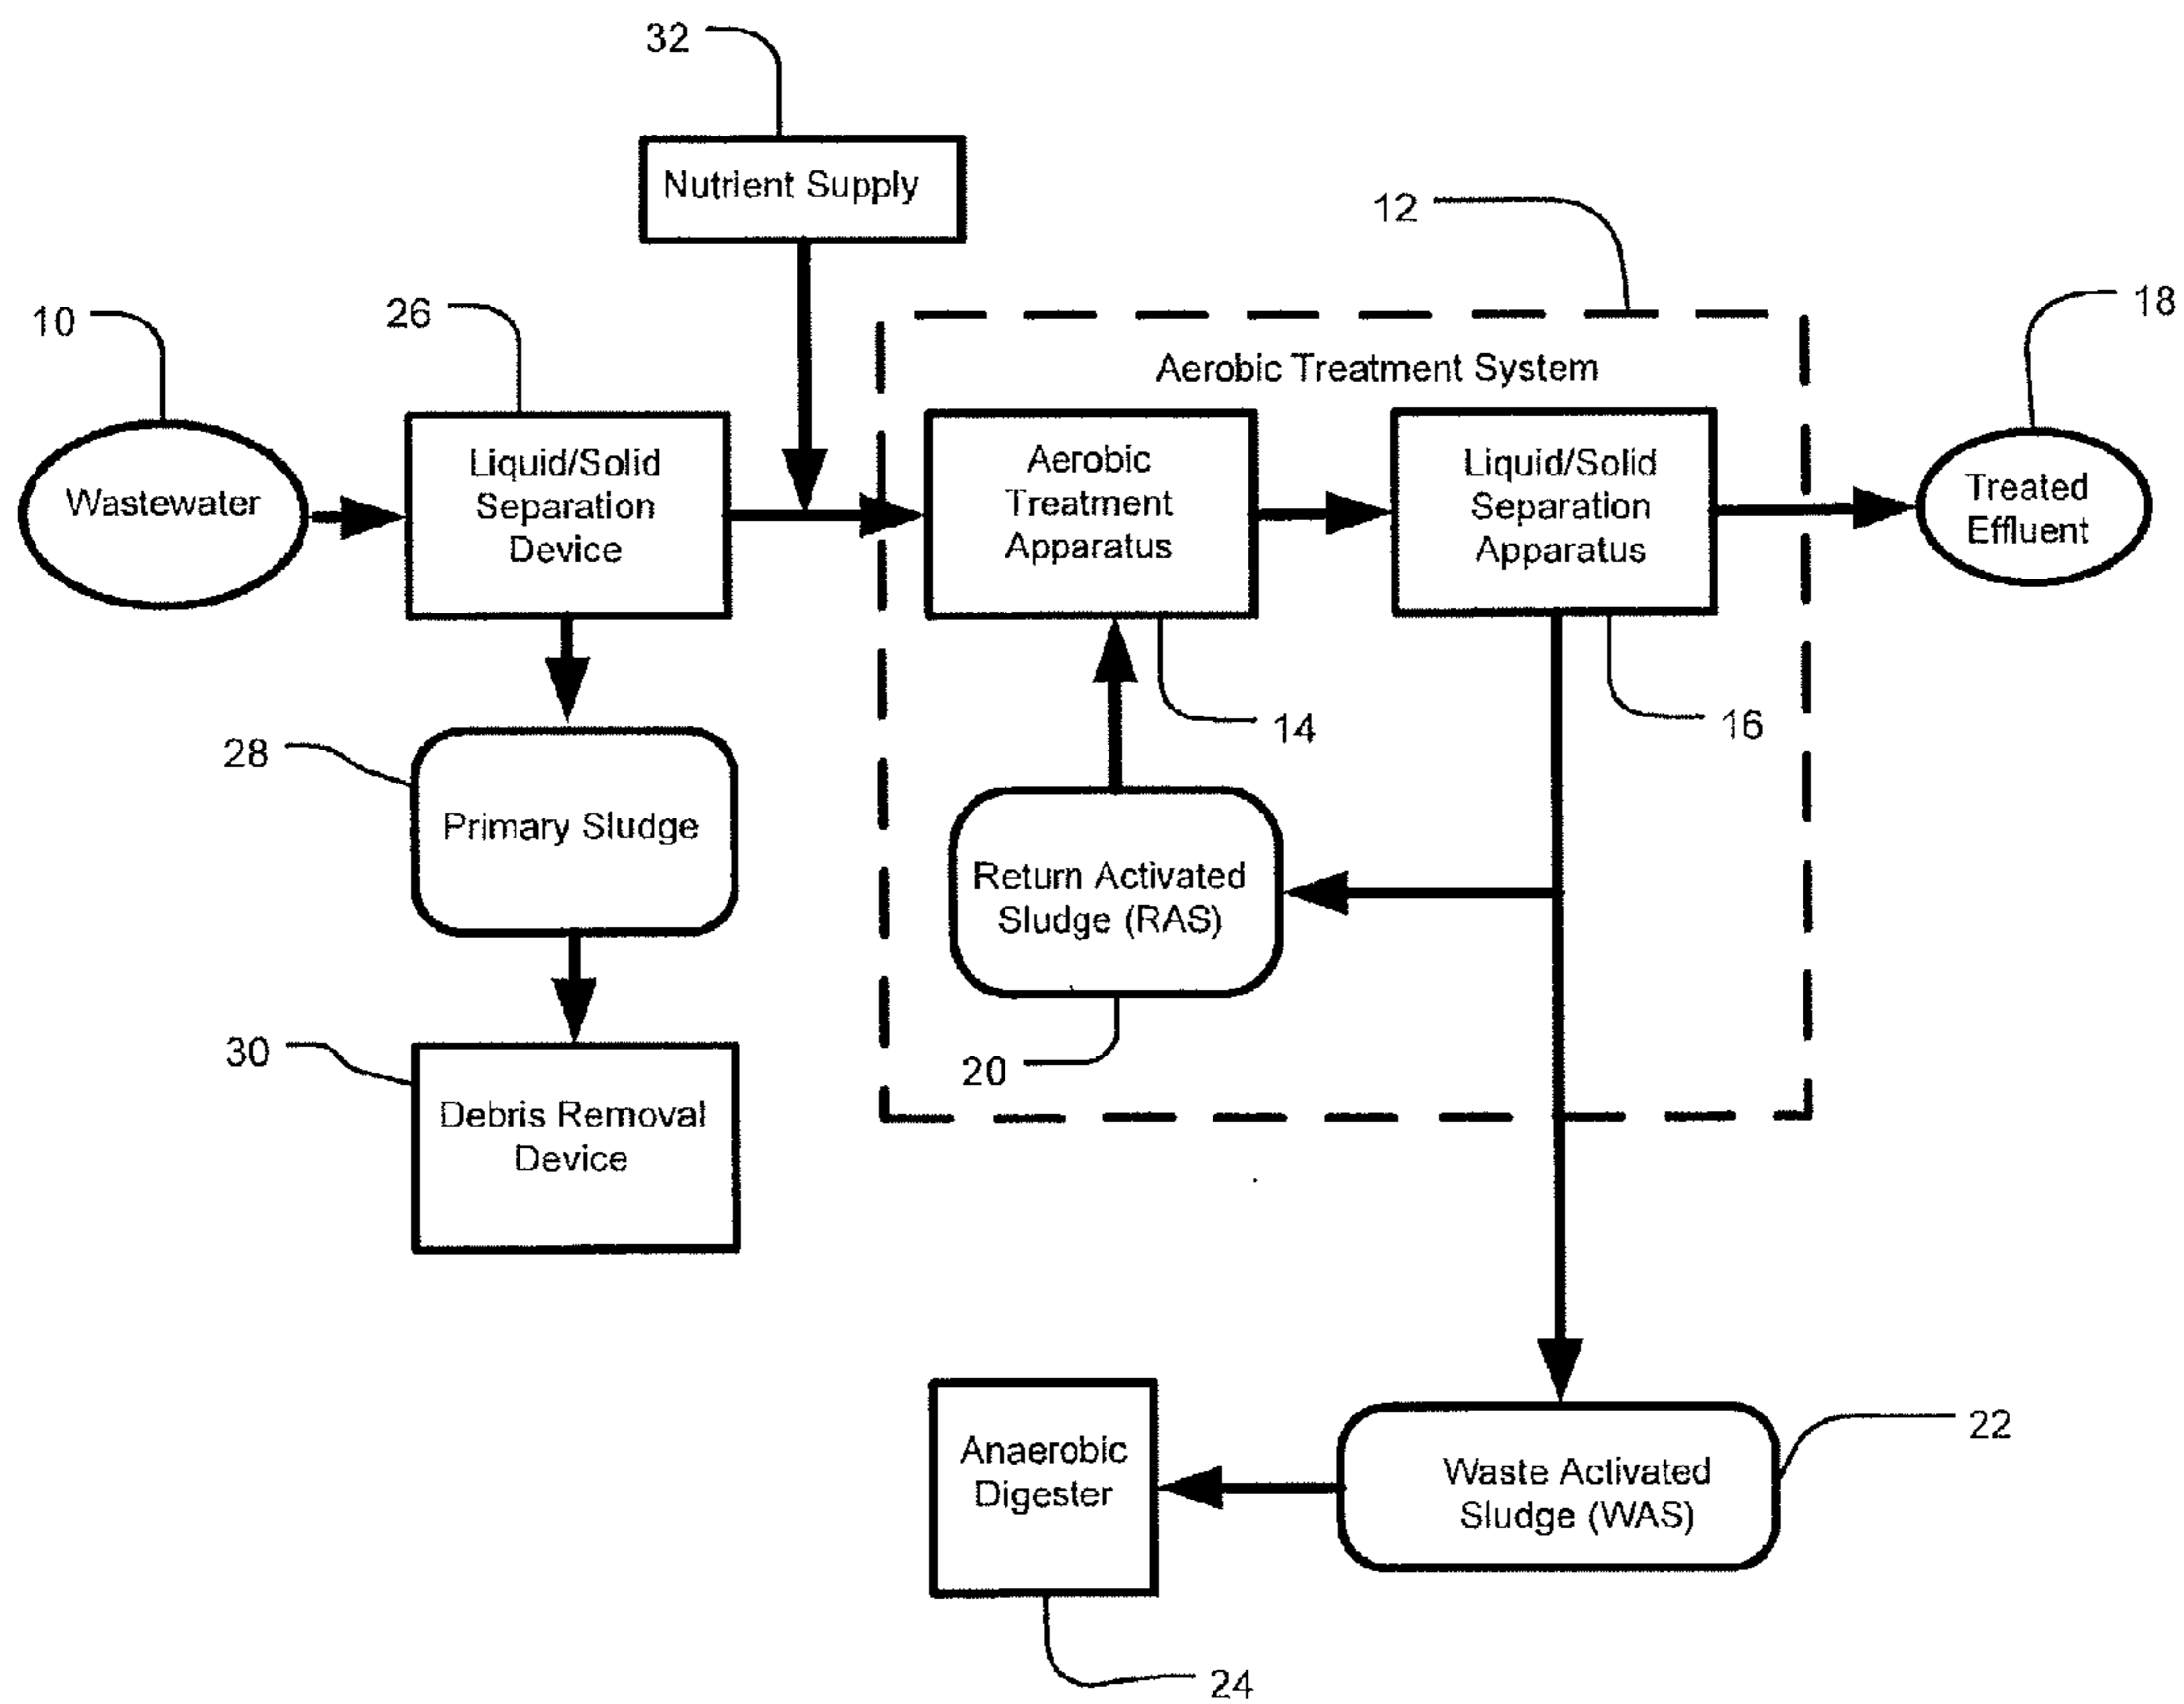 32
Nutrient Supply
12
18
10
26
Aerobic Treatment System
Wastewater
Liquid/Solid
Separation
Device
Aerobic
Treatment
Apparatus
Liquid/Solid
Separation
Apparatus
Treated
Effluent
14
16
28
Primary Sludge
Return Activated
Sludge (RAS)
20
30
Debris Removal
Device
Anaerobic
Digester
Waste Activated
Sludge (WAS)
22
24